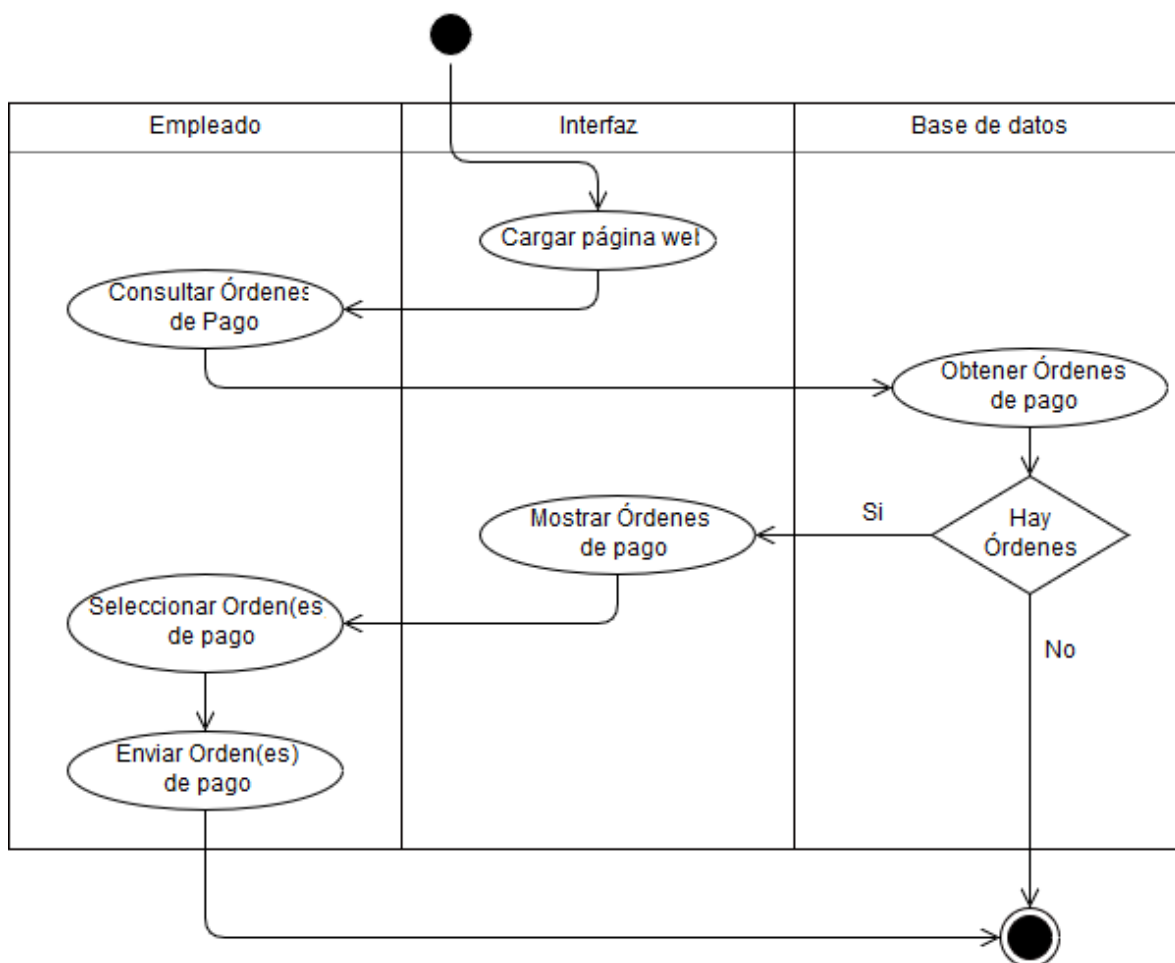 Empleado
Interfaz
Base de datos
Cargar página wel
Consultar Órdenes
de Pago
Obtener Órdenes
de pago
Hay
Órdenes
Si
Mostrar Órdenes
de pago
Seleccionar Orden(es
de pago
No
Enviar Orden(es)
de pago